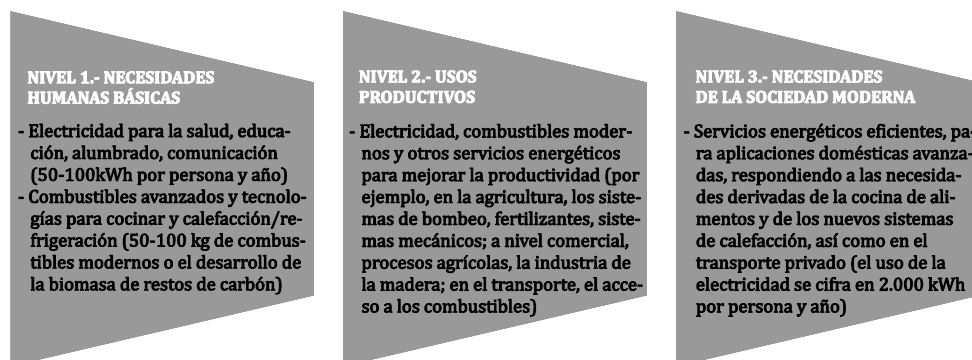 NIVEL 1.- NECESIDADES
HUMANAS BÁSICAS
- Electricidad para la salud, educa-
ción, alumbrado, comunicación
(50-100kWh por persona y año)
- Combustibles avanzados y tecnolo-
gías para cocinar y calefacción/re-
frigeración (50-100 kg de combus-
tibles modernos o el desarrollo de
la biomasa de restos de carbón)
NIVEL 2.- USOS
PRODUCTIVOS
- Electricidad, combustibles moder-
nos y otros servicios energéticos
para mejorar la productividad (por
ejemplo, en la agricultura, los siste-
mas de bombeo, fertilizantes, siste-
mas mecánicos; a nivel comercial,
procesos agrícolas, la industria de
la madera; en el transporte, el acce-
so a los combustibles)
NIVEL 3.- NECESIDADES
DE LA SOCIEDAD MODERNA
- Servicios energéticos eficientes, pa-
ra aplicaciones domésticas avanza-
das, respondiendo a las necesida-
des derivadas de la cocina de ali-
mentos y de los nuevos sistemas
de calefacción, así como en el
transporte privado (el uso de la
electricidad se cifra en 2.000 kWh
por persona y año)